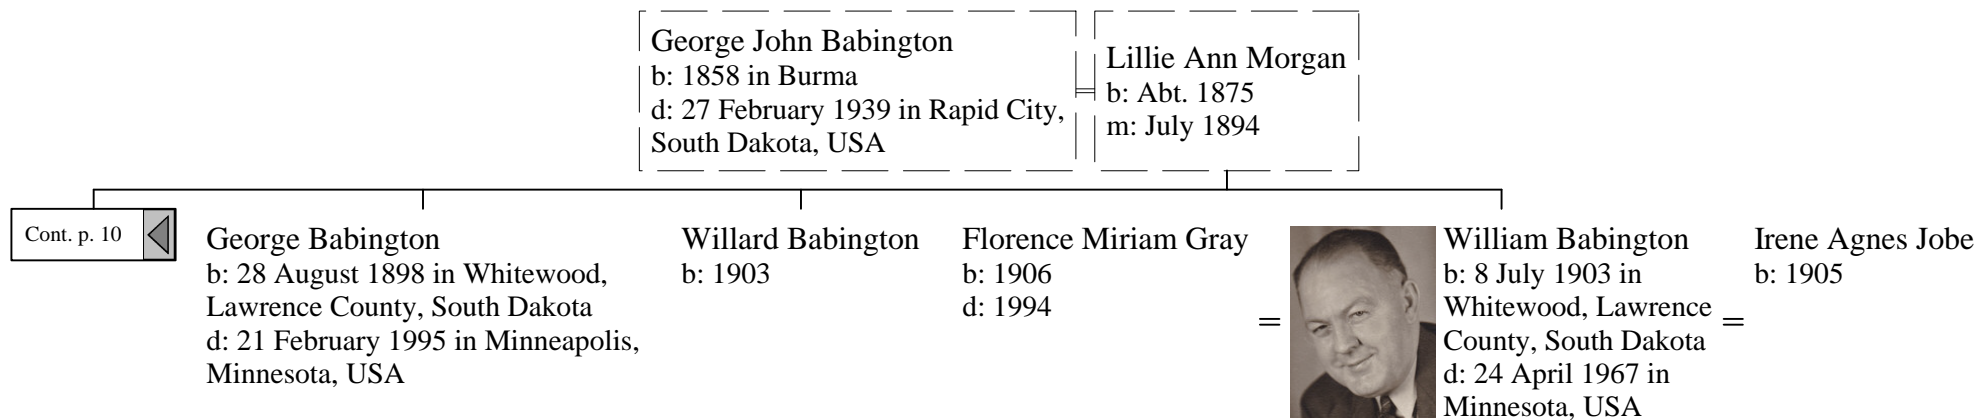 George John Babington
b: 1858 in Burma
d: 27 February 1939 in Rapid City,
South Dakota, USA
Lillie Ann Morgan
b: Abt. 1875
m: July 1894
Cont. p. 10
George Babington
b: 28 August 1898 in Whitewood,
Lawrence County, South Dakota
d: 21 February 1995 in Minneapolis,
Minnesota, USA
Willard Babington
b: 1903
Florence Miriam Gray
b: 1906
d: 1994
=
William Babington
b: 8 July 1903 in
Whitewood, Lawrence
County, South Dakota
d: 24 April 1967 in
Minnesota, USA
=
Irene Agnes Jobe
b: 1905